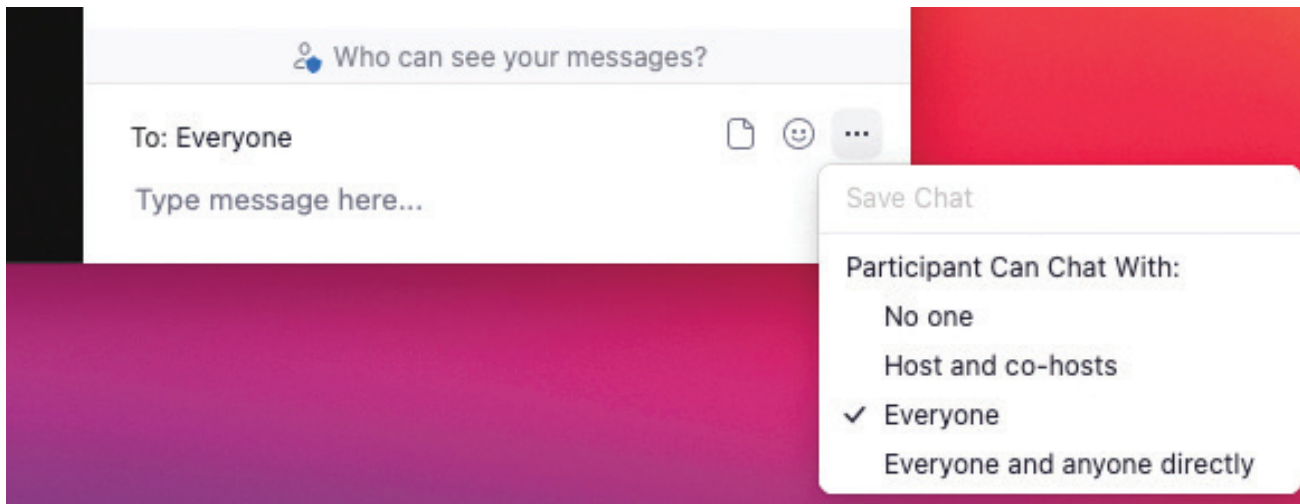 Who can see your messages?
To: Everyone
Type message here...
Save Chat
Participant Can Chat With:
No one
Host and co-hosts
Everyone
Everyone and anyone directly